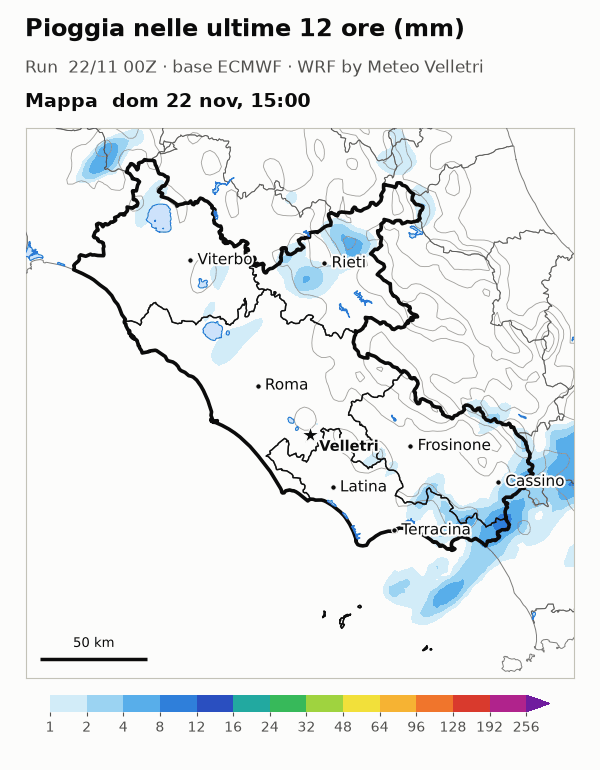 Pioggia nelle ultime 12 ore (mm)
Run  22/11 00Z · base ECMWF · WRF by Meteo Velletri
Mappa  dom 22 nov, 15:00
Viterbo
Rieti
Roma
Velletri
Frosinone
Latina
Cassino
Terracina
50 km
1 2 4 8 12 16 24 32 48 64 96 128 192 256